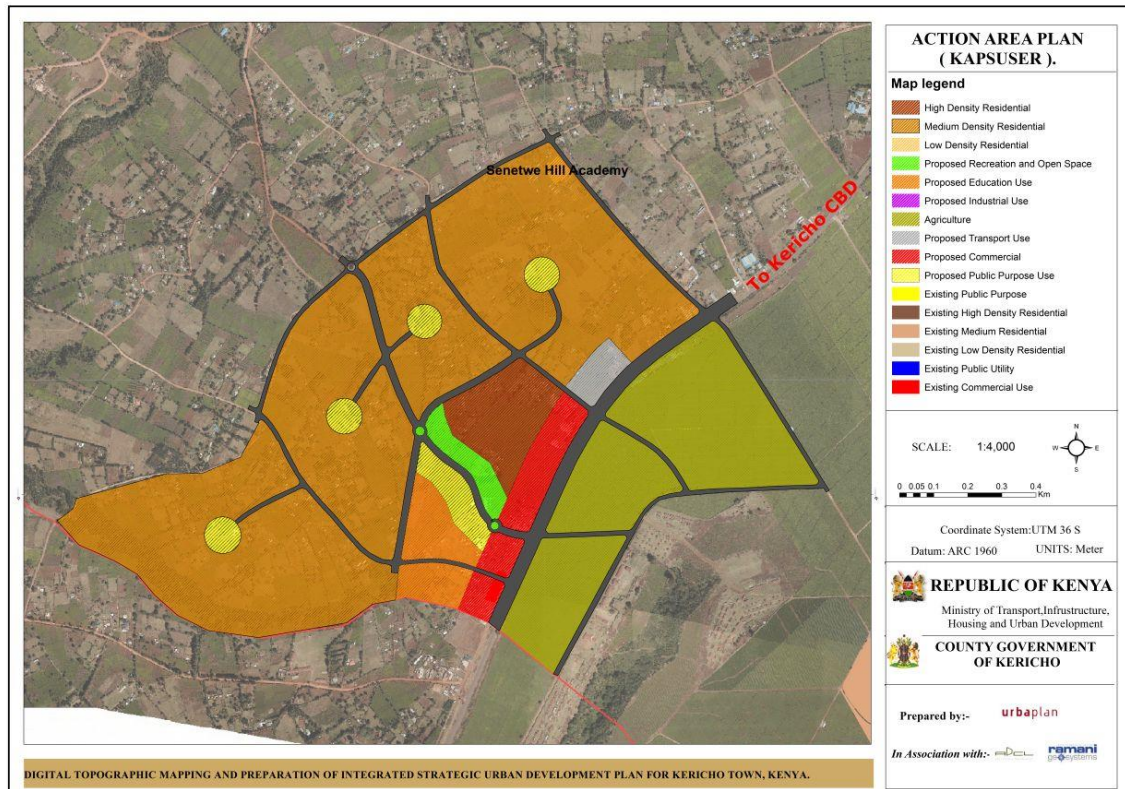 Senetwe Hill Academy
To Kericho CBD
ACTION AREA PLAN
( KAPSUSER ).
Map legend
High Density Residential
Medium Density Residential
Low Density Residential
Proposed Recreation and Open Space
Proposed Education Use
Proposed Industrial Use
Agriculture
Proposed Transport Use
Proposed Commercial
Proposed Public Purpose Use
Existing Public Purpose
Existing High Density Residential
Existing Medium Residential
Existing Low Density Residential
Existing Public Utility
Existing Commercial Use
SCALE: 1:4,000
N
W E
S
0 0.05 0.1 0.2 0.3 0.4
Km
Coordinate System:UTM 36 S
Datum: ARC 1960 UNITS: Meter
REPUBLIC OF KENYA
Ministry of Transport,Infrustructure,
Housing and Urban Development
COUNTY GOVERNMENT
OF KERICHO
Prepared by:- urbaplan
In Association with:- ADCL ramani
geosystems
DIGITAL TOPOGRAPHIC MAPPING AND PREPARATION OF INTEGRATED STRATEGIC URBAN DEVELOPMENT PLAN FOR KERICHO TOWN, KENYA.